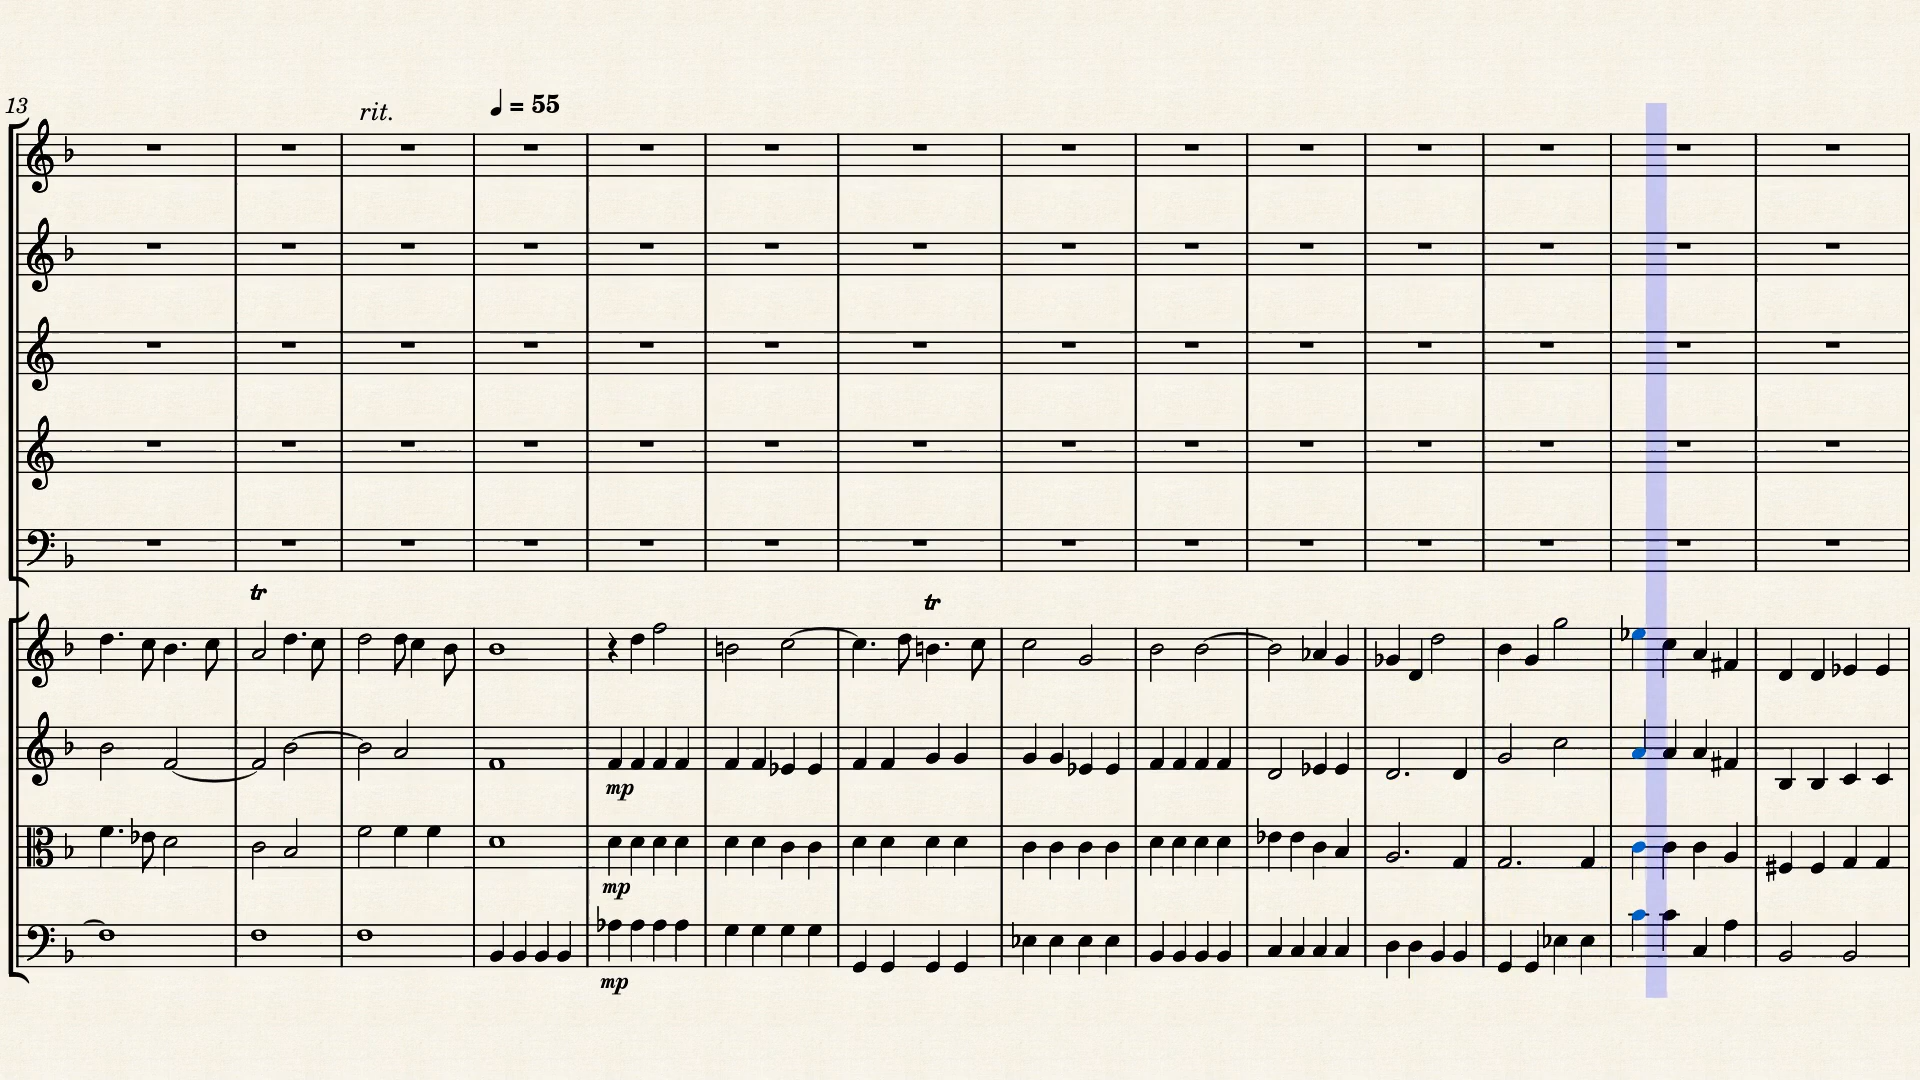 13
rit.
♩ = 55
tr
tr
mp
mp
mp